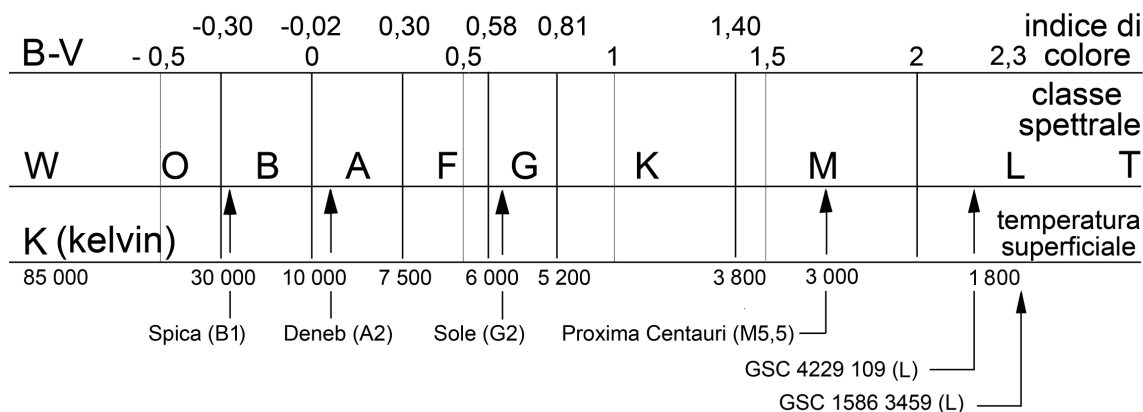 -0,30 -0,02 0,30 0,58 0,81 1,40 indice di
B-V - 0,5 0 0,5 1 1,5 2 2,3 colore
classe
spettrale
W O B A F G K M L T
temperatura
K (kelvin) superficiale
85 000 30 000 10 000 7 500 6 000 5 200 3 800 3 000 1 800
Spica (B1) Deneb (A2) Sole (G2) Proxima Centauri (M5,5)
GSC 4229 109 (L)
GSC 1586 3459 (L)